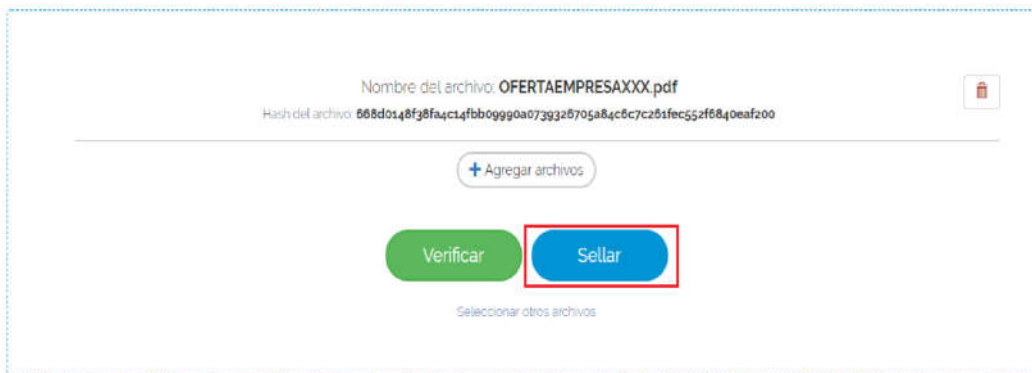 Nombre del archivo: OFERTAEMPRESAXXX.pdf
Hash del archivo: 668d0148f38fa4c14fbb09990a0739326705a84c6c7c261fec552f6840eaf200
+ Agregar archivos
Verificar
Sellar
Seleccionar otros archivos